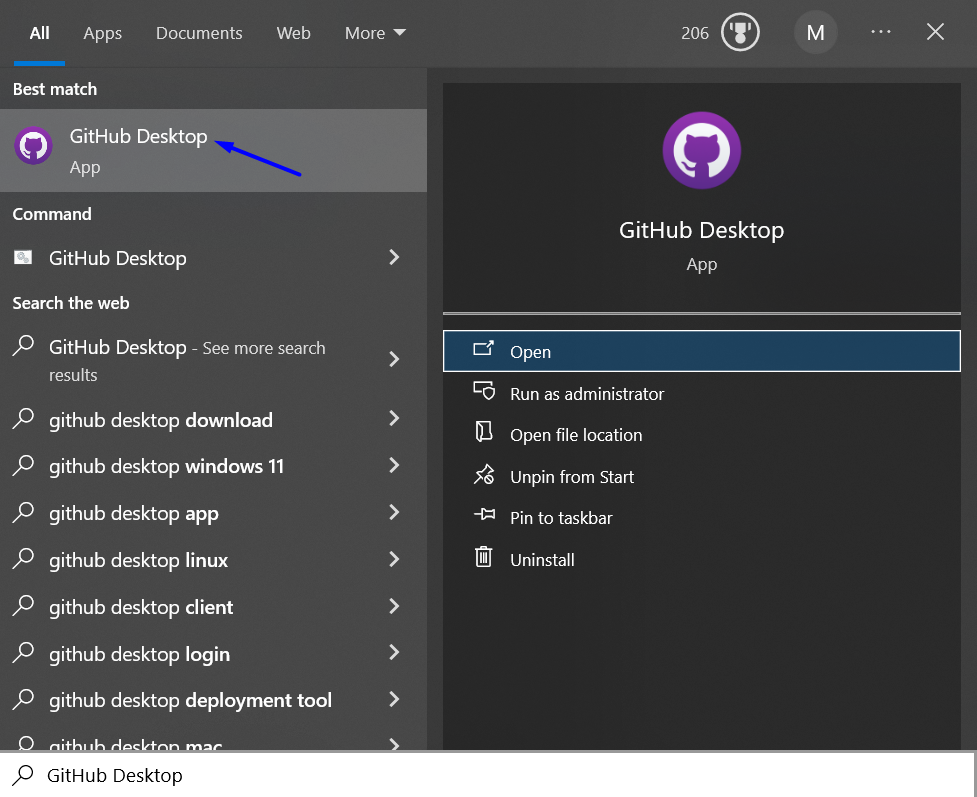 All Apps Documents Web More 206 M ...
Best match
GitHub Desktop
App
Command
GitHub Desktop
Search the web
GitHub Desktop - See more search
results
github desktop download
github desktop windows 11
github desktop app
github desktop linux
github desktop client
github desktop login
github desktop deployment tool
github desktop mac
GitHub Desktop
App
Open
Run as administrator
Open file location
Unpin from Start
Pin to taskbar
Uninstall
GitHub Desktop